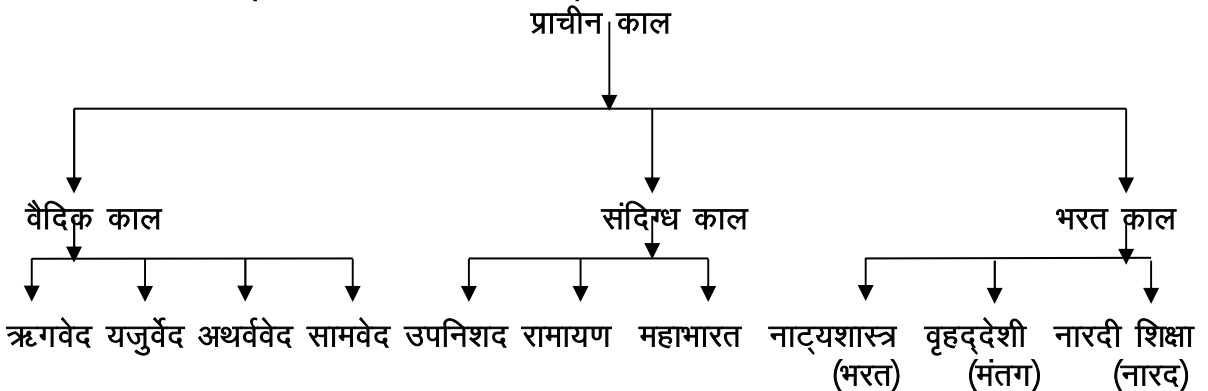 प्राचीन काल
वैदिक काल संदिग्ध काल भरत काल
ऋगवेद यजुर्वेद अथर्ववेद सामवेद उपनिशद रामायण महाभारत नाट्यशास्त्र वृहद्देशी नारदी शिक्षा
(भरत) (मंतग) (नारद)